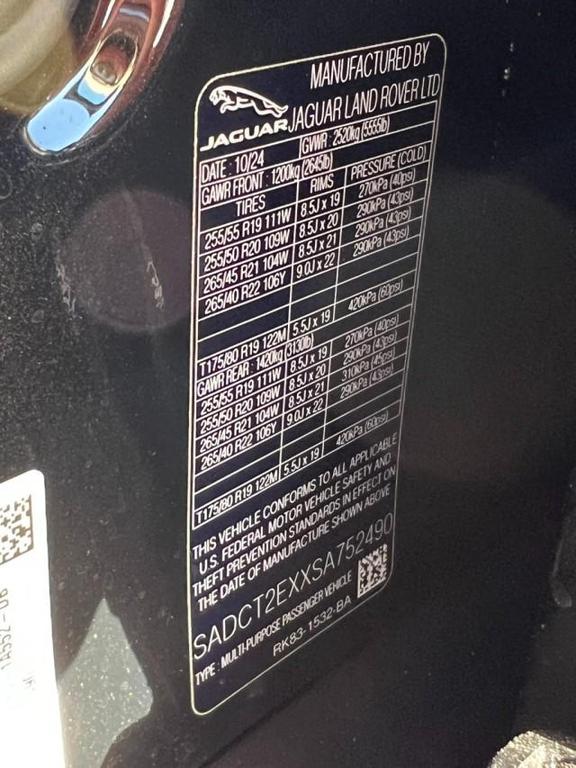 JAGUAR
MANUFACTURED BY
JAGUAR LAND ROVER LTD
DATE: 10/24 GVWR: 2520kg (5555lb)
GAWR FRONT: 1200kg (2645lb)
TIRES RIMS PRESSURE (COLD)
255/55 R19 111W 8.5J x 19 270kPa (40psi)
255/50 R20 109W 8.5J x 20 290kPa (43psi)
265/45 R21 104W 8.5J x 21 290kPa (43psi)
265/40 R22 106Y 9.0J x 22 290kPa (43psi)
T175/80 R19 122M 5.5J x 19 420kPa (60psi)
GAWR REAR: 1420kg (3130lb)
255/55 R19 111W 8.5J x 19 270kPa (40psi)
255/50 R20 109W 8.5J x 20 290kPa (43psi)
265/45 R21 104W 8.5J x 21 310kPa (45psi)
265/40 R22 106Y 9.0J x 22 290kPa (43psi)
T175/80 R19 122M 5.5J x 19 420kPa (60psi)
THIS VEHICLE CONFORMS TO ALL APPLICABLE
U.S. FEDERAL MOTOR VEHICLE SAFETY AND
THEFT PREVENTION STANDARDS IN EFFECT ON
THE DATE OF MANUFACTURE SHOWN ABOVE
SADCT2EXXSA752490
TYPE: MULTI-PURPOSE PASSENGER VEHICLE
RK83-1532-BA